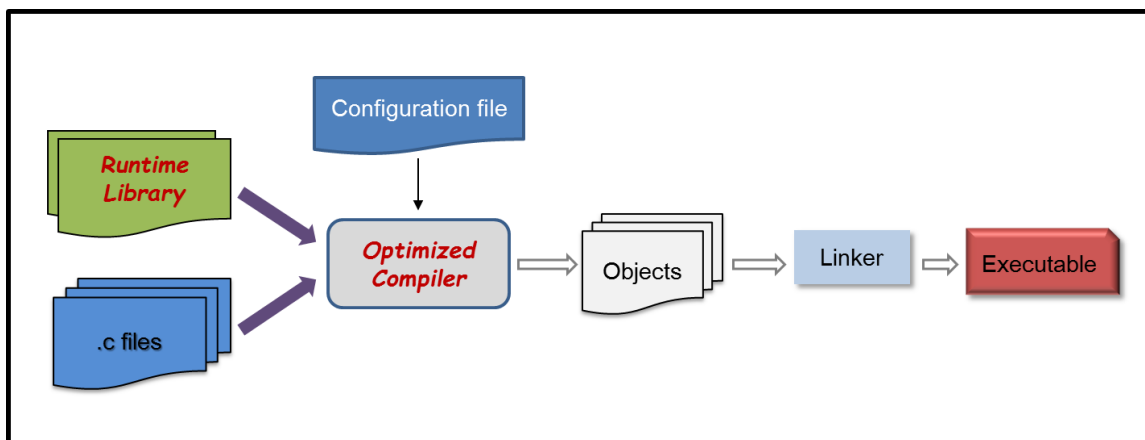 Configuration file
Runtime
Library
Optimized
Compiler
.c files
Objects
Linker
Executable